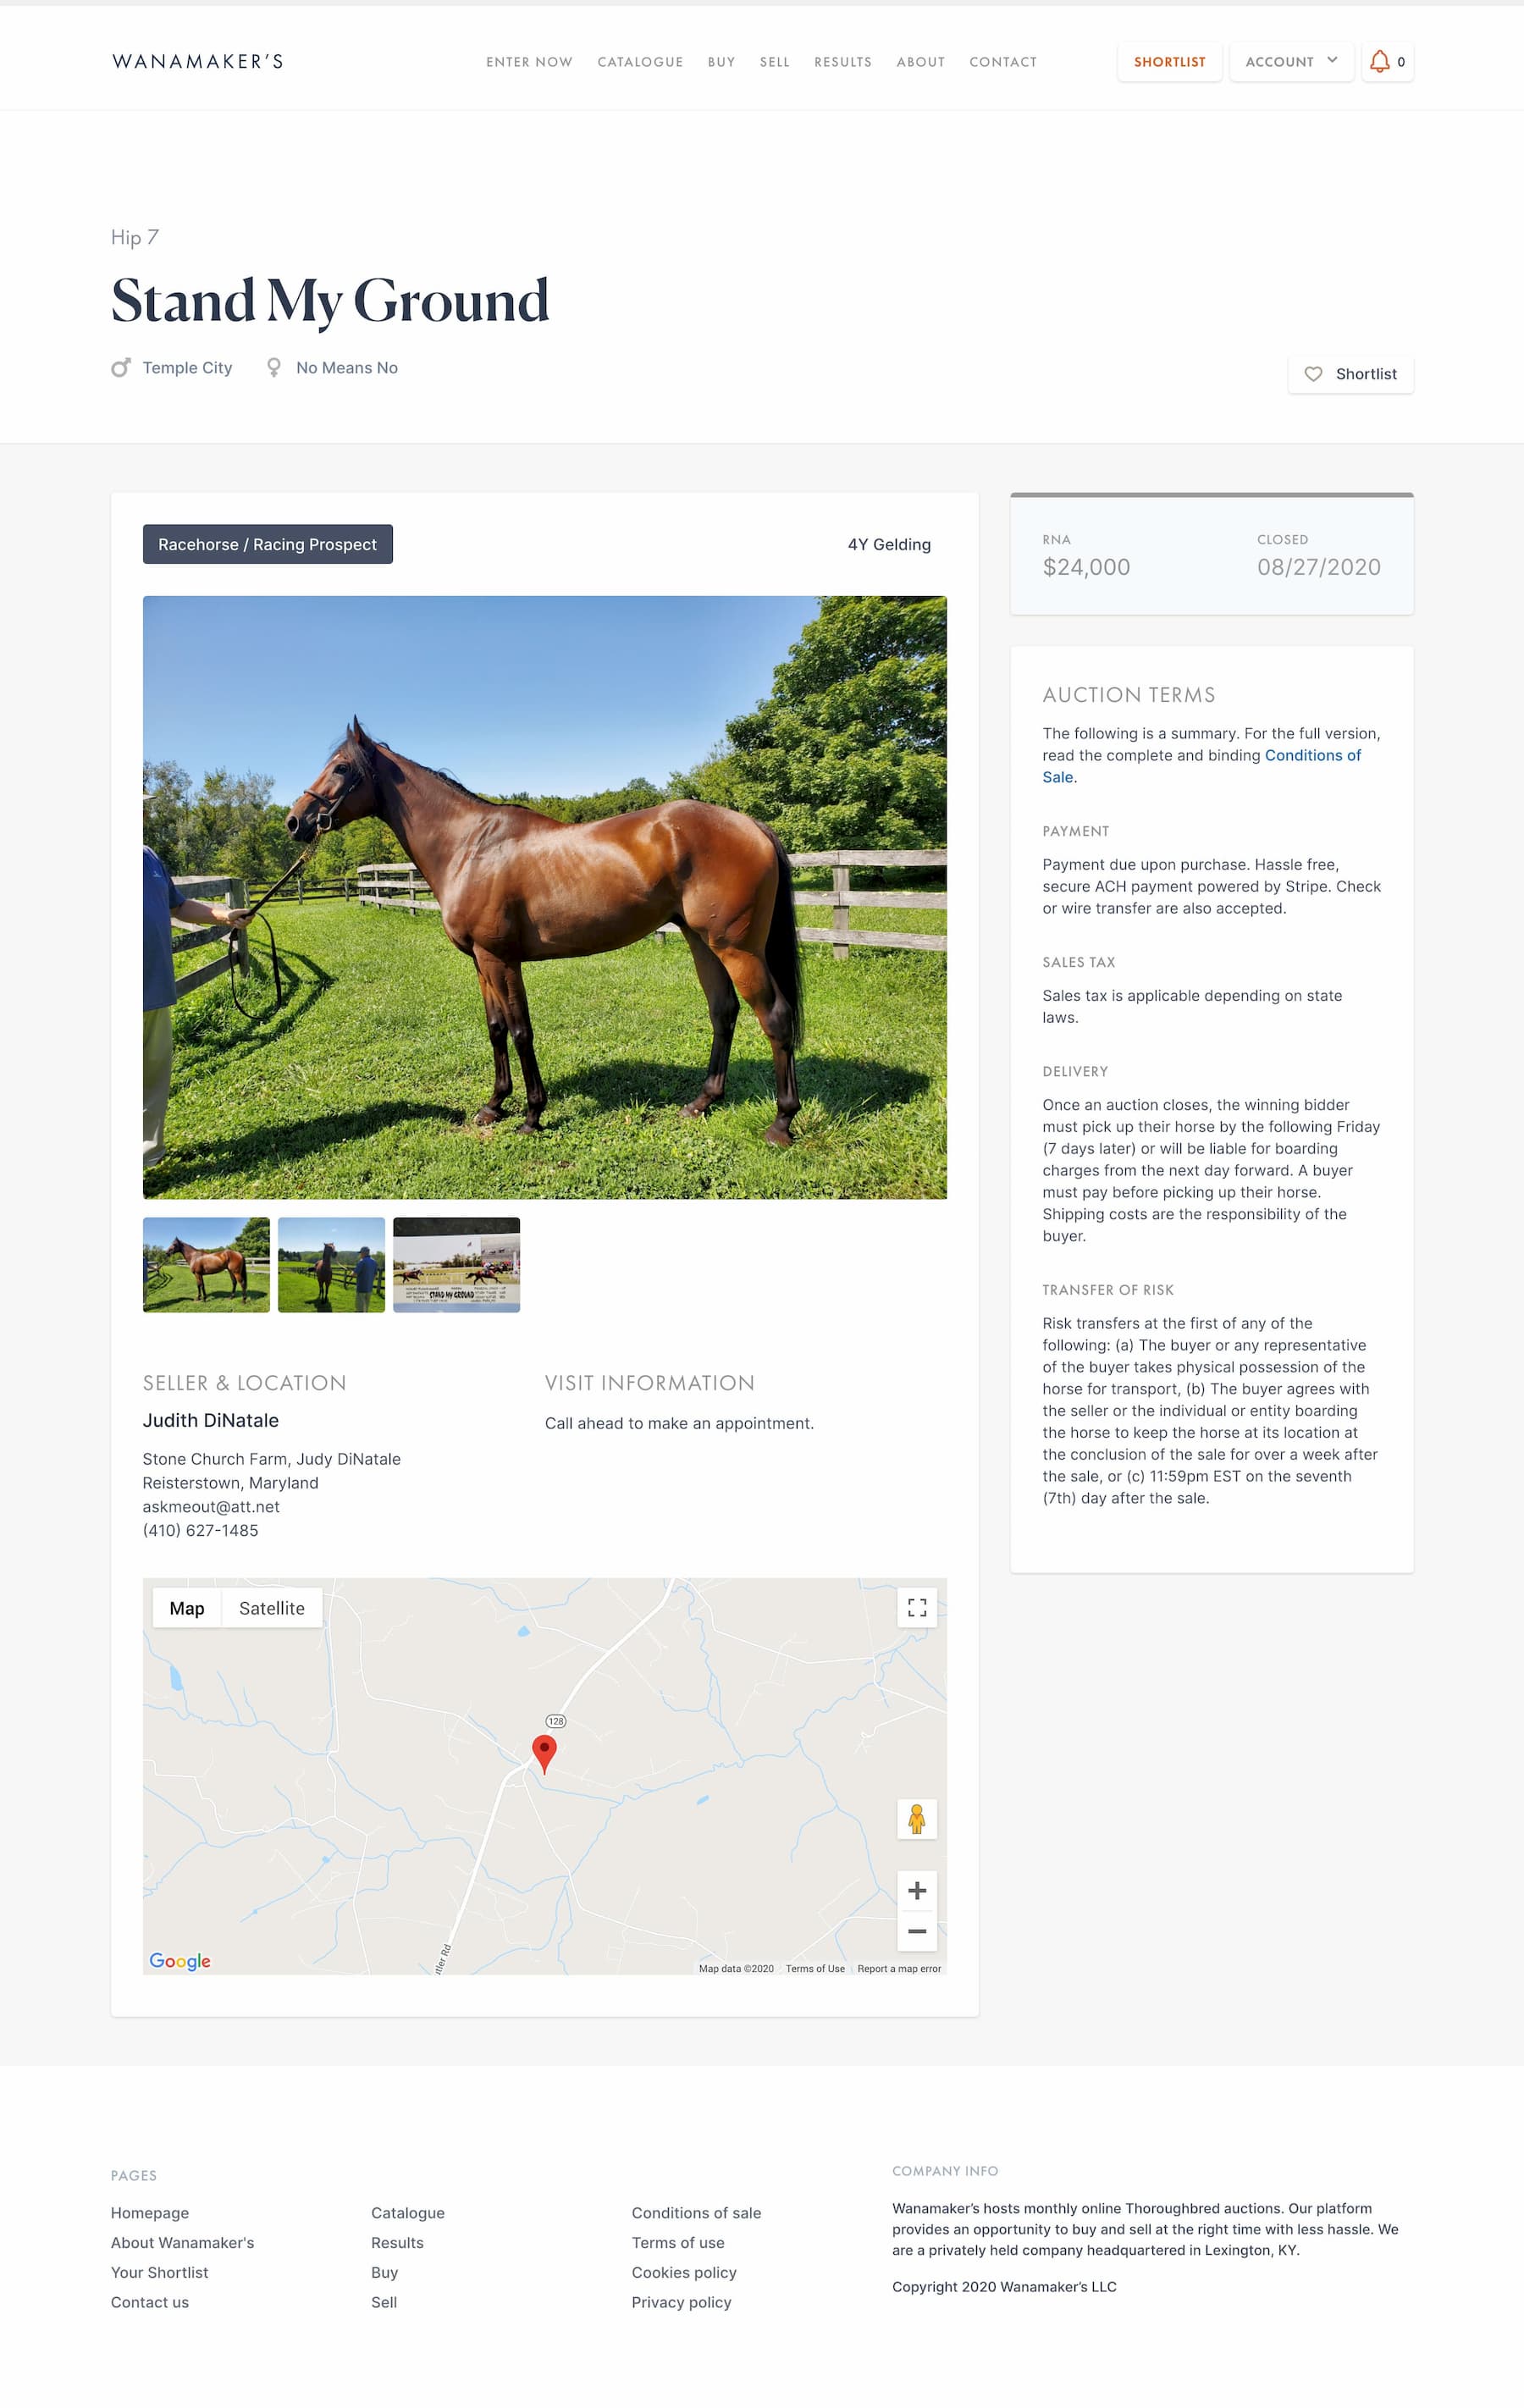 WANAMAKER'S
ENTER NOW
CATALOGUE
BUY
SELL
RESULTS
ABOUT
CONTACT
SHORTLIST
ACCOUNT
0
Hip 7
Stand My Ground
Temple City
No Means No
Shortlist
Racehorse / Racing Prospect
4Y Gelding
STAND MY GROUND
SELLER & LOCATION
Judith DiNatale
Stone Church Farm, Judy DiNatale
Reisterstown, Maryland
askmeout@att.net
(410) 627-1485
VISIT INFORMATION
Call ahead to make an appointment.
Map
Satellite
128
tler Rd
Google
Map data ©2020
Terms of Use
Report a map error
RNA
$24,000
CLOSED
08/27/2020
AUCTION TERMS
The following is a summary. For the full version,
read the complete and binding Conditions of
Sale.
PAYMENT
Payment due upon purchase. Hassle free,
secure ACH payment powered by Stripe. Check
or wire transfer are also accepted.
SALES TAX
Sales tax is applicable depending on state
laws.
DELIVERY
Once an auction closes, the winning bidder
must pick up their horse by the following Friday
(7 days later) or will be liable for boarding
charges from the next day forward. A buyer
must pay before picking up their horse.
Shipping costs are the responsibility of the
buyer.
TRANSFER OF RISK
Risk transfers at the first of any of the
following: (a) The buyer or any representative
of the buyer takes physical possession of the
horse for transport, (b) The buyer agrees with
the seller or the individual or entity boarding
the horse to keep the horse at its location at
the conclusion of the sale for over a week after
the sale, or (c) 11:59pm EST on the seventh
(7th) day after the sale.
PAGES
Homepage
About Wanamaker's
Your Shortlist
Contact us
Catalogue
Results
Buy
Sell
Conditions of sale
Terms of use
Cookies policy
Privacy policy
COMPANY INFO
Wanamaker's hosts monthly online Thoroughbred auctions. Our platform
provides an opportunity to buy and sell at the right time with less hassle. We
are a privately held company headquartered in Lexington, KY.
Copyright 2020 Wanamaker's LLC